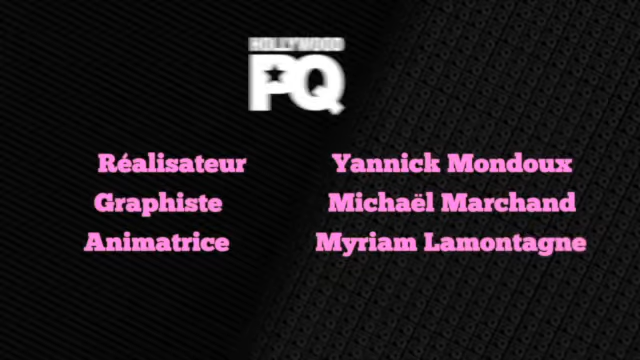 HOLLYWOOD
PQ
Réalisateur Yannick Mondoux
Graphiste Michaël Marchand
Animatrice Myriam Lamontagne